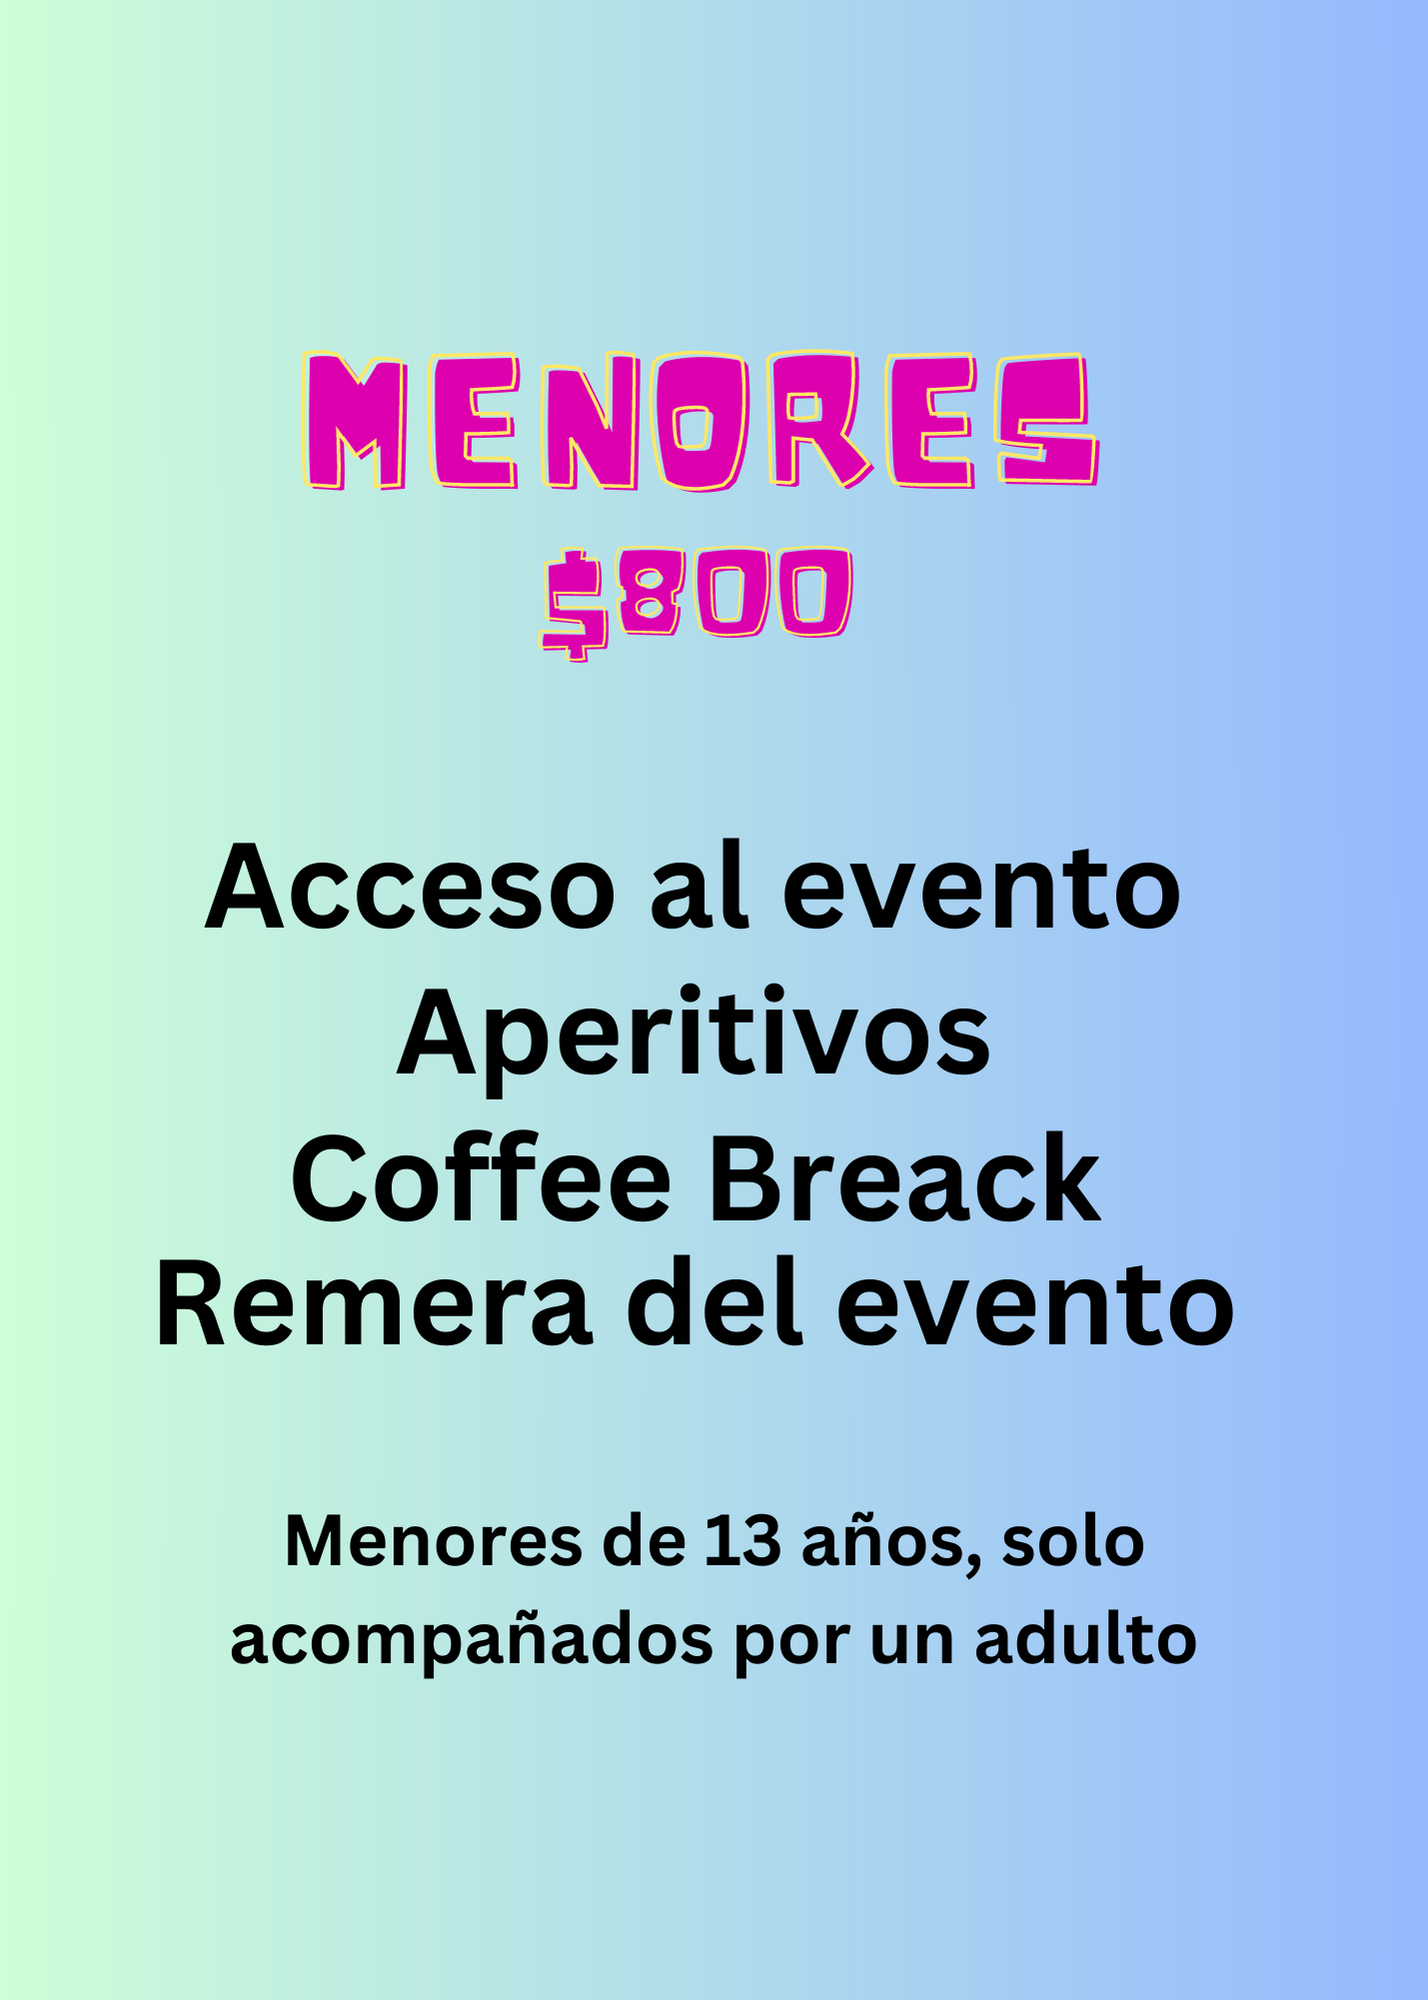 MENORES
$800
Acceso al evento
Aperitivos
Coffee Breack
Remera del evento
Menores de 13 años, solo
acompañados por un adulto